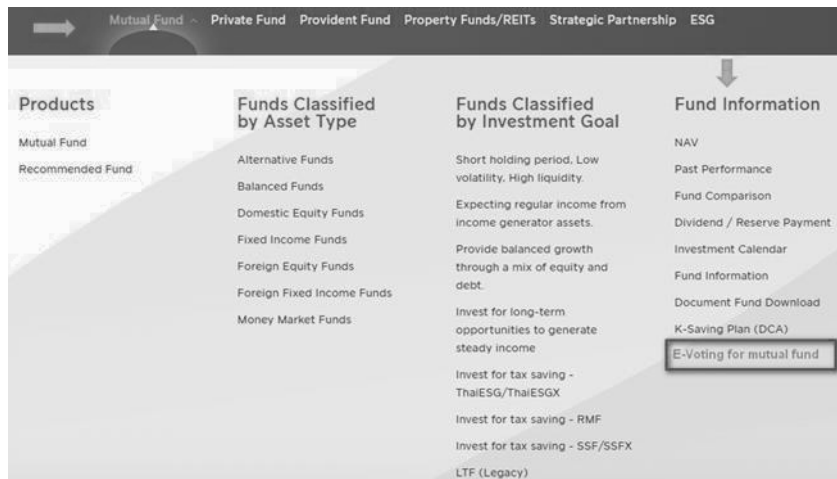 Mutual Fund Private Fund Provident Fund Property Funds/REITs Strategic Partnership ESG
Products
Mutual Fund
Recommended Fund
Funds Classified
by Asset Type
Alternative Funds
Balanced Funds
Domestic Equity Funds
Fixed Income Funds
Foreign Equity Funds
Foreign Fixed Income Funds
Money Market Funds
Funds Classified
by Investment Goal
Short holding period, Low
volatility, High liquidity.
Expecting regular income from
income generator assets.
Provide balanced growth
through a mix of equity and
debt.
Invest for long-term
opportunities to generate
steady income
Invest for tax saving -
ThaiESG/ThaiESGX
Invest for tax saving - RMF
Invest for tax saving - SSF/SSFX
LTF (Legacy)
Fund Information
NAV
Past Performance
Fund Comparison
Dividend / Reserve Payment
Investment Calendar
Fund Information
Document Fund Download
K-Saving Plan (DCA)
E-Voting for mutual fund